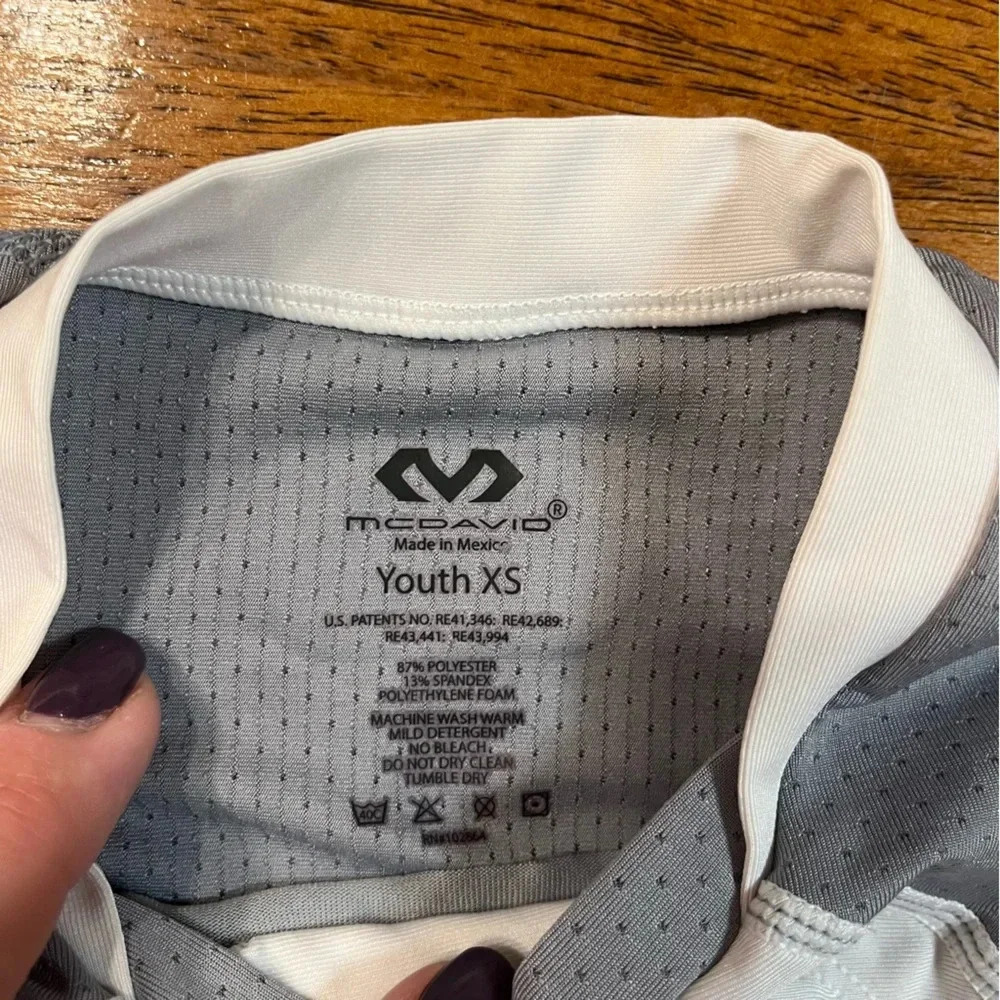 McDAVID®
Made in Mexico
Youth XS
U.S. PATENTS NO. RE41,346: RE42,689:
RE43,441: RE43,994
87% POLYESTER
13% SPANDEX
POLYETHYLENE FOAM
MACHINE WASH WARM
MILD DETERGENT
NO BLEACH
DO NOT DRY CLEAN
TUMBLE DRY
40C